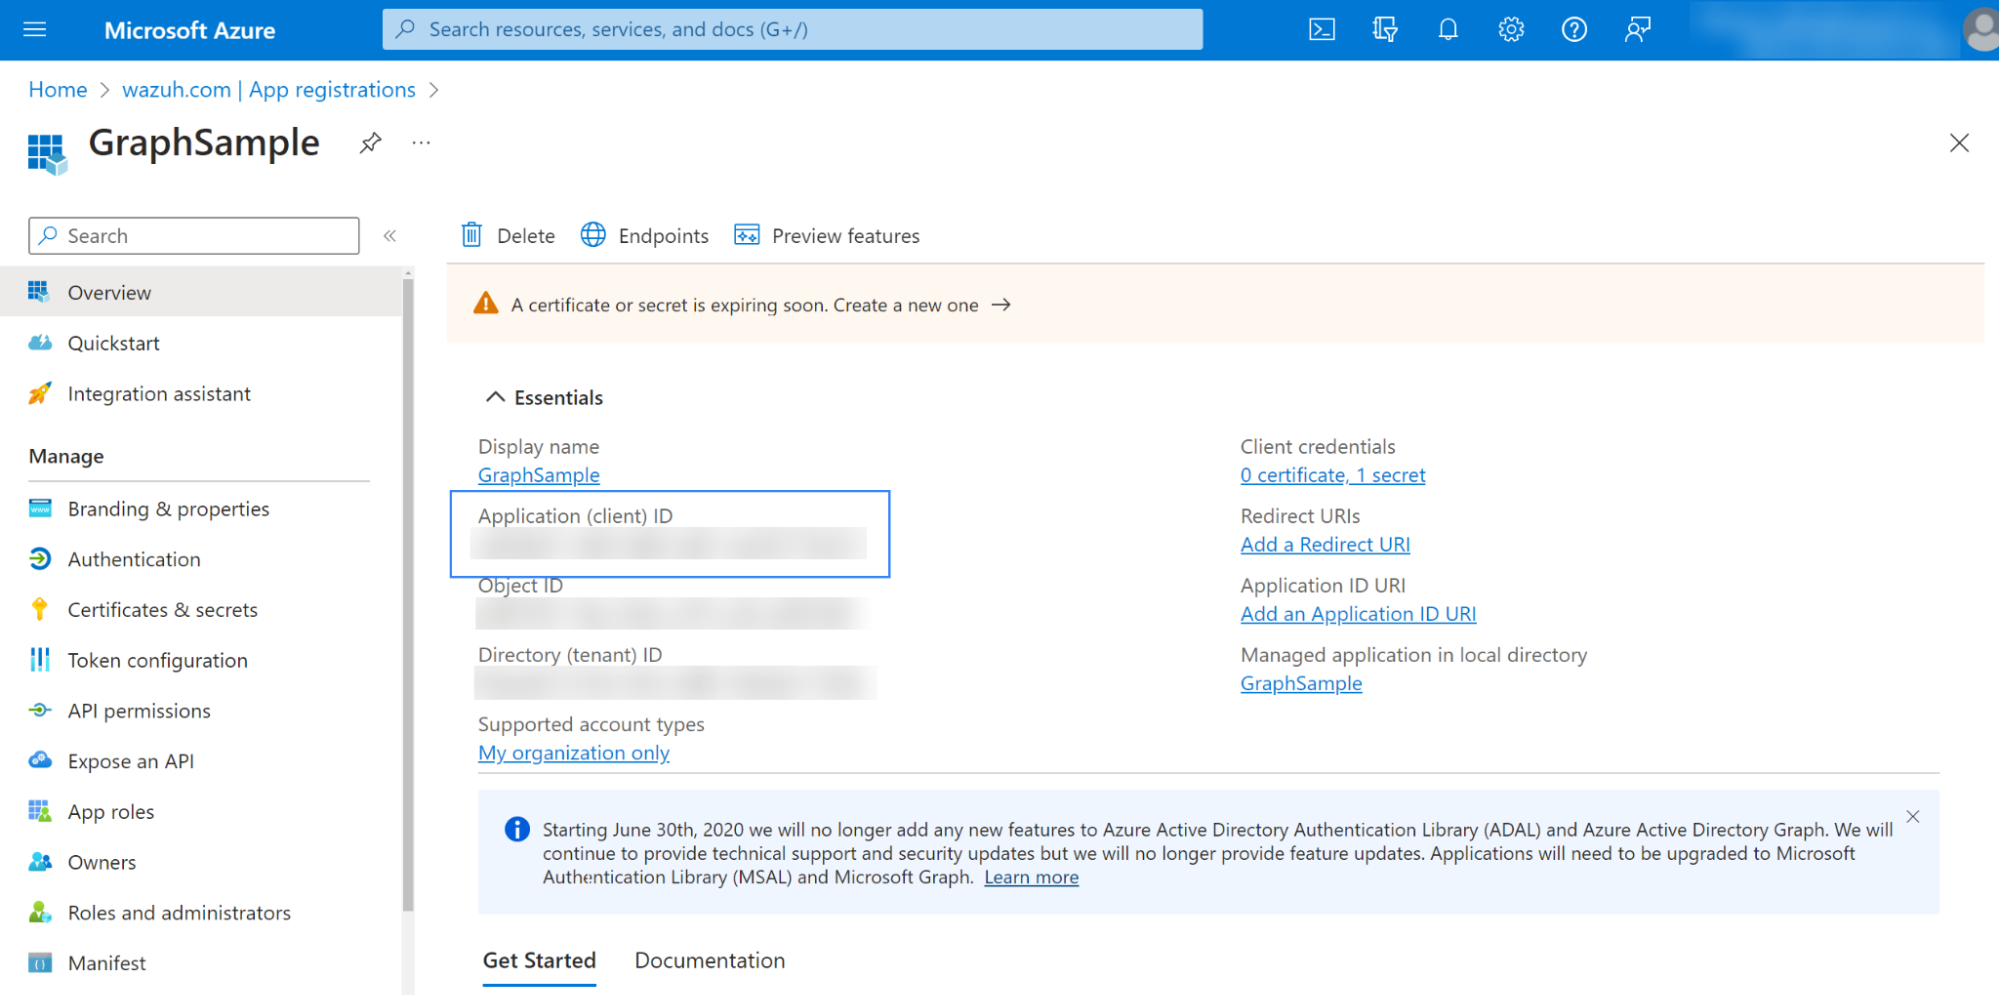 Microsoft Azure
Search resources, services, and docs (G+/)
Home > wazuh.com | App registrations >
GraphSample
Search
Overview
Quickstart
Integration assistant
Manage
Branding & properties
Authentication
Certificates & secrets
Token configuration
API permissions
Expose an API
App roles
Owners
Roles and administrators
Manifest
Delete
Endpoints
Preview features
A certificate or secret is expiring soon. Create a new one →
Essentials
Display name
GraphSample
Application (client) ID
Object ID
Directory (tenant) ID
Supported account types
My organization only
Client credentials
0 certificate, 1 secret
Redirect URIs
Add a Redirect URI
Application ID URI
Add an Application ID URI
Managed application in local directory
GraphSample
Starting June 30th, 2020 we will no longer add any new features to Azure Active Directory Authentication Library (ADAL) and Azure Active Directory Graph. We will
continue to provide technical support and security updates but we will no longer provide feature updates. Applications will need to be upgraded to Microsoft
Authentication Library (MSAL) and Microsoft Graph. Learn more
Get Started
Documentation